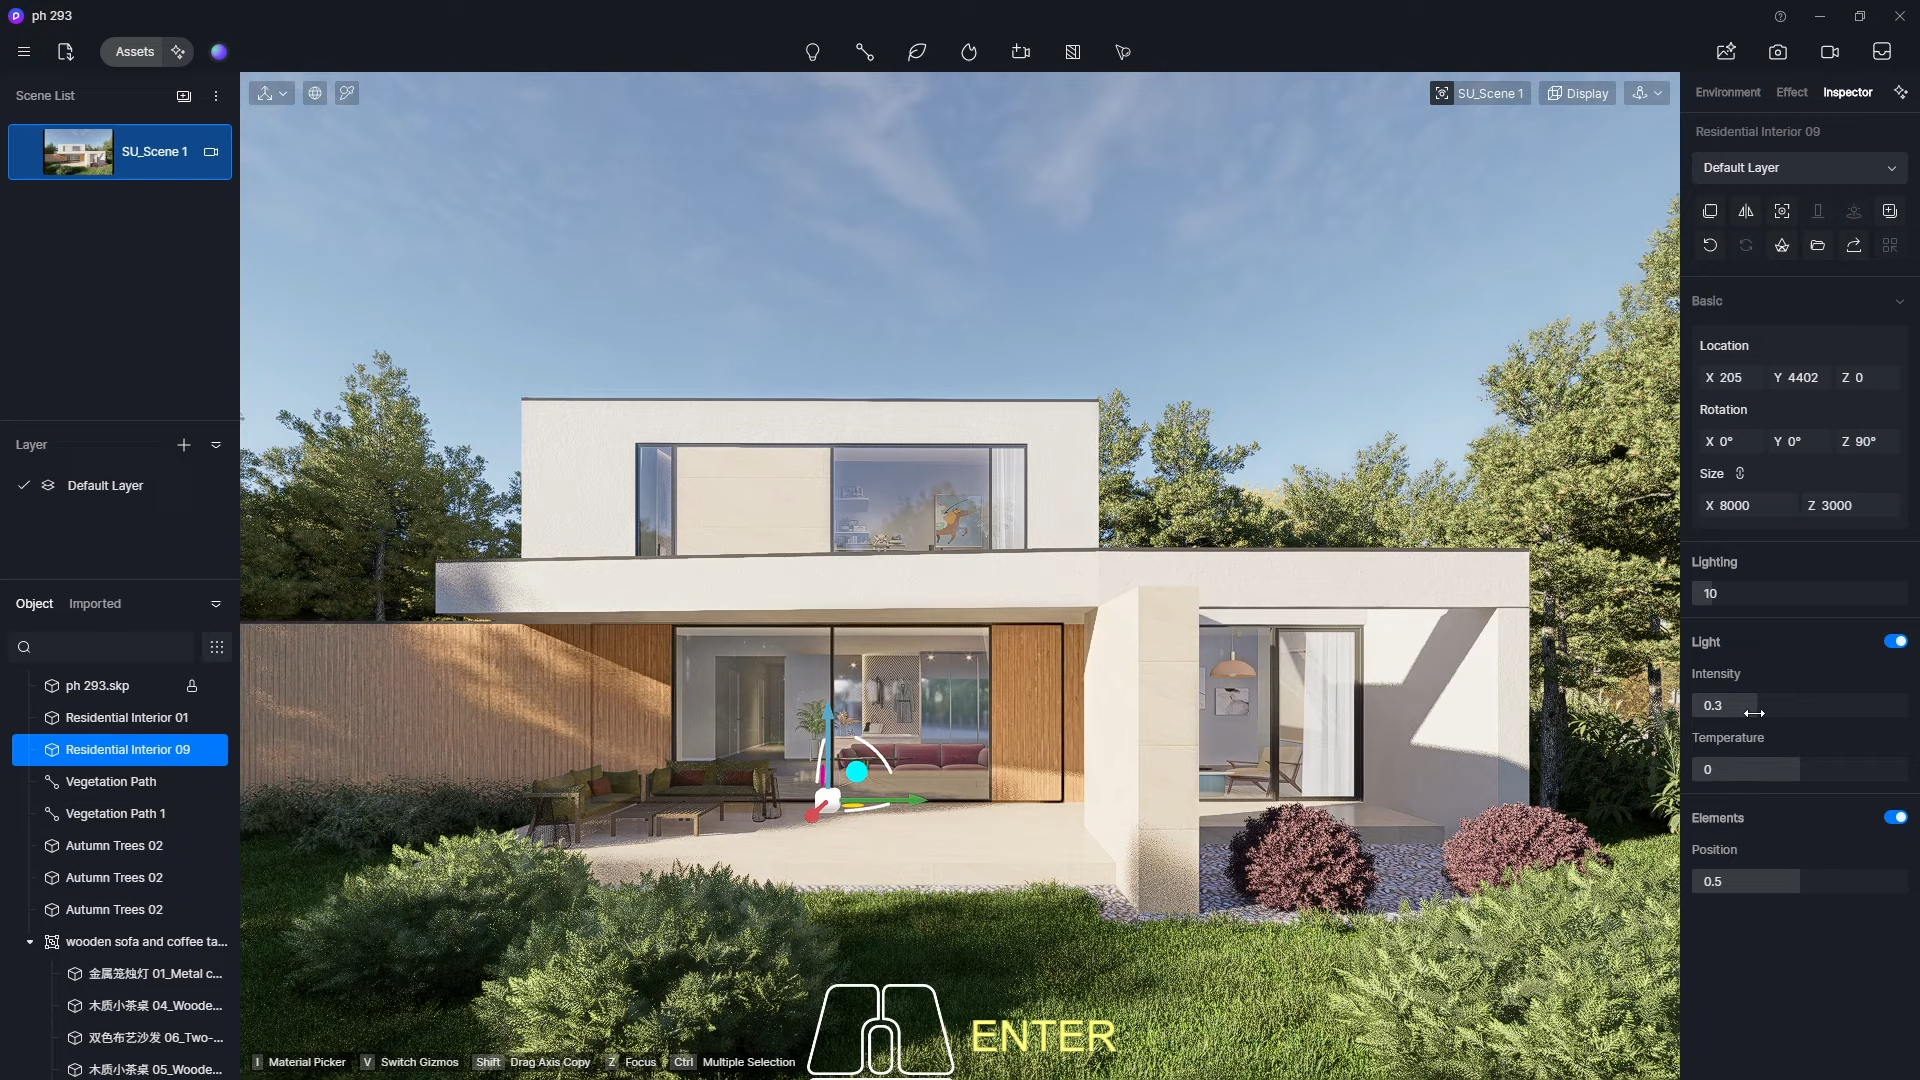 ph 293
Assets
Scene List
SU_Scene 1
Layer
Default Layer
Object Imported
ph 293.skp
Residential Interior 01
Residential Interior 09
Vegetation Path
Vegetation Path 1
Autumn Trees 02
Autumn Trees 02
Autumn Trees 02
wooden sofa and coffee ta...
金属笼烛灯 01_Metal c...
木质小茶桌 04_Woode...
双色布艺沙发 06_Two-...
木质小茶桌 05_Woode...
SU_Scene 1 Display
ENTER
I Material Picker V Switch Gizmos Shift Drag Axis Copy Z Focus Ctrl Multiple Selection
Environment Effect Inspector
Residential Interior 09
Default Layer
Basic
Location
X 205 Y 4402 Z 0
Rotation
X 0° Y 0° Z 90°
Size
X 8000 Z 3000
Lighting
10
Light
Intensity
0.3
Temperature
0
Elements
Position
0.5